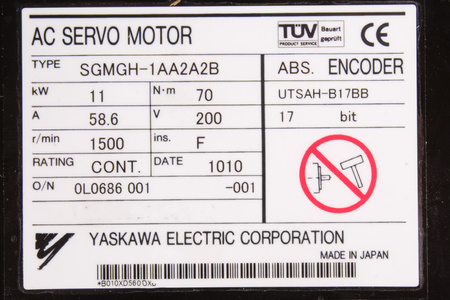 AC SERVO MOTOR
TÜV Bauart geprüft
PRODUCT SERVICE
CE
TYPE SGMGH-1AA2A2B
ABS. ENCODER
kW 11 N·m 70
UTSAH-B17BB
A 58.6 V 200
17 bit
r/min 1500 ins. F
RATING CONT. DATE 1010
O/N 0L0686 001 -001
YASKAWA ELECTRIC CORPORATION
MADE IN JAPAN